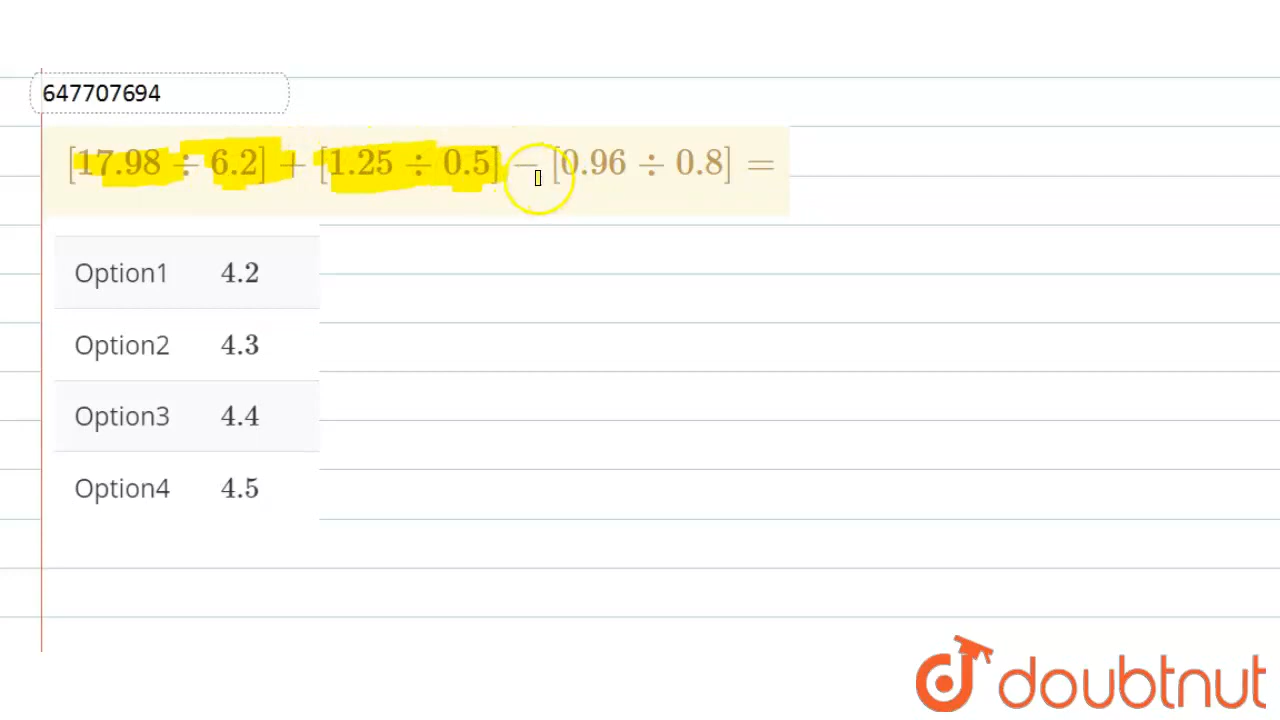 647707694
[17.98 ÷ 6.2] + [1.25 ÷ 0.5] − [0.96 ÷ 0.8] =
Option1 4.2
Option2 4.3
Option3 4.4
Option4 4.5
doubtnut